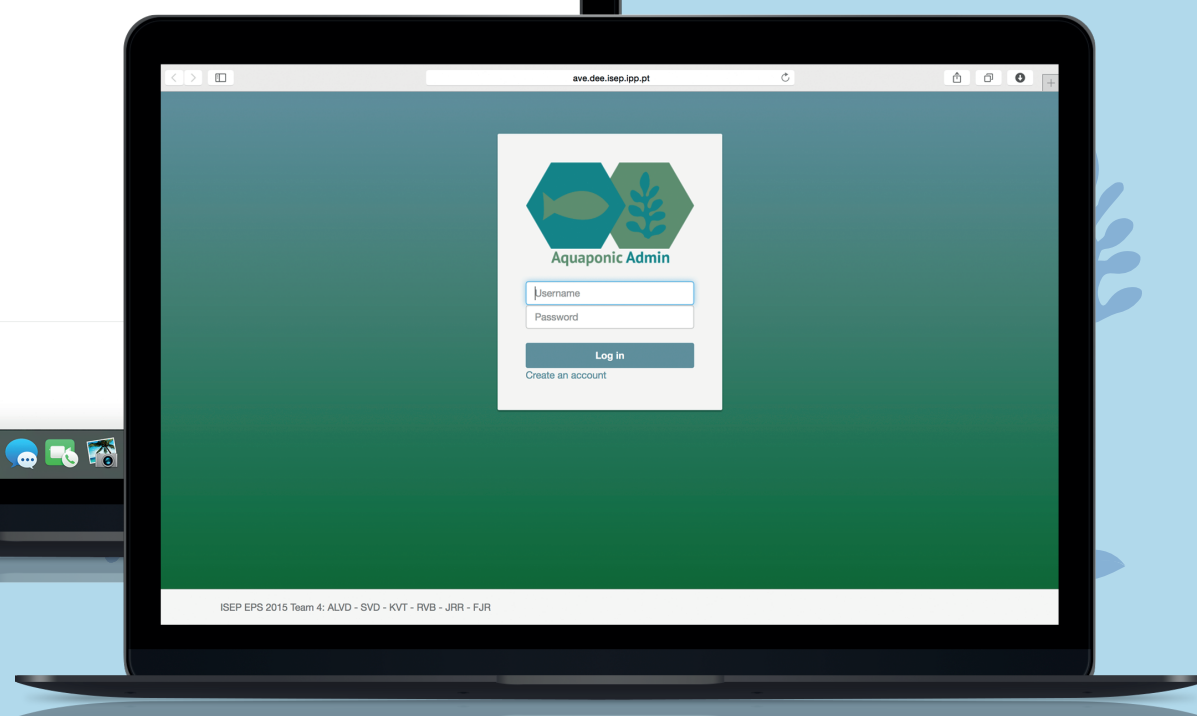 ave.dee.isep.ipp.pt
Aquaponic Admin
Username
Password
Log in
Create an account
ISEP EPS 2015 Team 4: ALVD - SVD - KVT - RVB - JRR - FJR